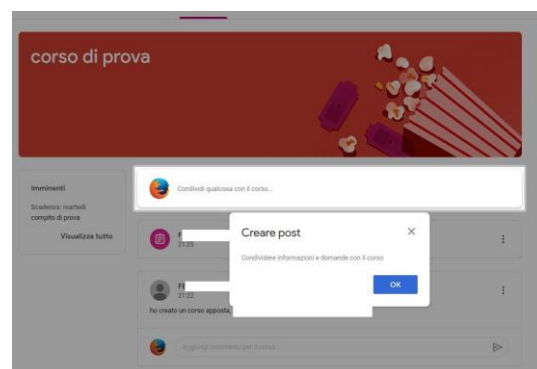 corso di prova
Imminenti
Scadenza: martedì
compito di prova
Visualizza tutto
Condividi qualcosa con il corso...
F
21:25
Creare post
Condividere informazioni e domande con il corso
OK
21:22
ho creato un corso apposta,
Aggiungi commento per il corso...